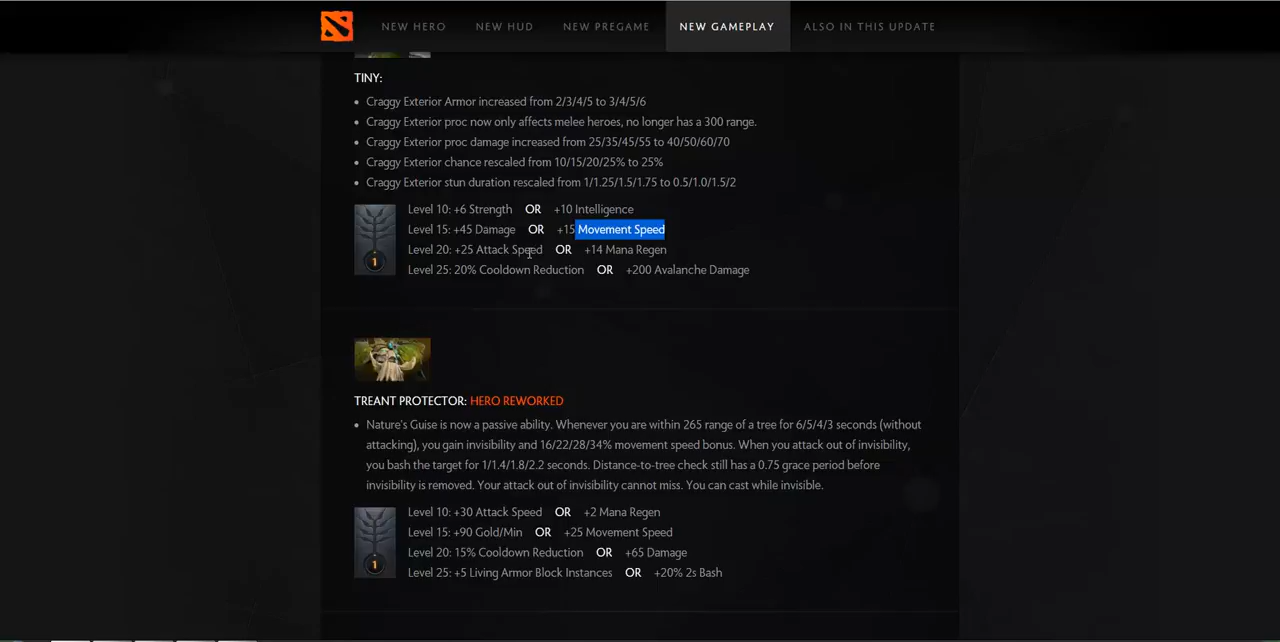 NEW HERO NEW HUD NEW PREGAME NEW GAMEPLAY ALSO IN THIS UPDATE
TINY:
• Craggy Exterior Armor increased from 2/3/4/5 to 3/4/5/6
• Craggy Exterior proc now only affects melee heroes, no longer has a 300 range.
• Craggy Exterior proc damage increased from 25/35/45/55 to 40/50/60/70
• Craggy Exterior chance rescaled from 10/15/20/25% to 25%
• Craggy Exterior stun duration rescaled from 1/1.25/1.5/1.75 to 0.5/1.0/1.5/2
Level 10: +6 Strength OR +10 Intelligence
Level 15: +45 Damage OR +15 Movement Speed
Level 20: +25 Attack Speed OR +14 Mana Regen
1
Level 25: 20% Cooldown Reduction OR +200 Avalanche Damage
TREANT PROTECTOR: HERO REWORKED
• Nature's Guise is now a passive ability. Whenever you are within 265 range of a tree for 6/5/4/3 seconds (without
attacking), you gain invisibility and 16/22/28/34% movement speed bonus. When you attack out of invisibility,
you bash the target for 1/1.4/1.8/2.2 seconds. Distance-to-tree check still has a 0.75 grace period before
invisibility is removed. Your attack out of invisibility cannot miss. You can cast while invisible.
Level 10: +30 Attack Speed OR +2 Mana Regen
Level 15: +90 Gold/Min OR +25 Movement Speed
Level 20: 15% Cooldown Reduction OR +65 Damage
1
Level 25: +5 Living Armor Block Instances OR +20% 2s Bash